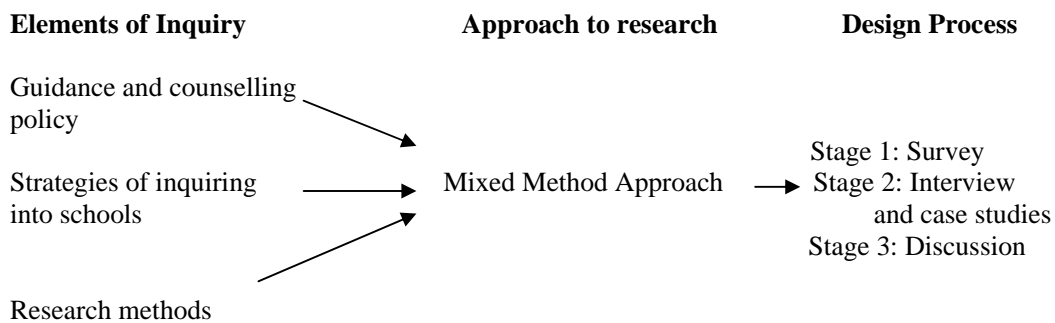 Elements of Inquiry
Approach to research
Design Process
Guidance and counselling
policy
Strategies of inquiring
into schools
Research methods
Mixed Method Approach
Stage 1: Survey
Stage 2: Interview
and case studies
Stage 3: Discussion